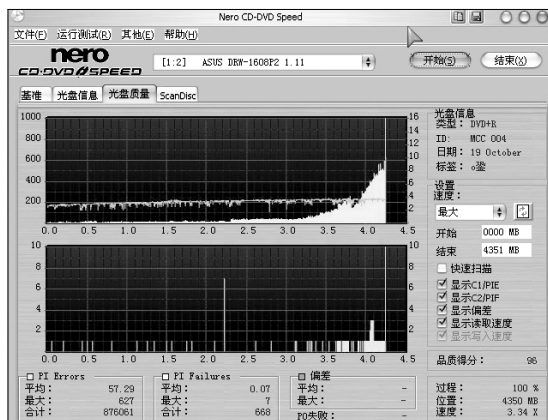 Nero CD-DVD Speed
文件(F) 运行测试(R) 其他(E) 帮助(H)
nero
CD·DVD SPEED
[1:2] ASUS DRW-1608P2 1.11
开始(S)
结束(X)
基准 光盘信息 光盘质量 ScanDisc
1000 800 600 400 200
16 14 12 10 8 6 4 2
0.0 0.5 1.0 1.5 2.0 2.5 3.0 3.5 4.0 4.5
10 8 6 4 2
10 8 6 4 2
0.0 0.5 1.0 1.5 2.0 2.5 3.0 3.5 4.0 4.5
光盘信息
类型: DVD+R
ID: MCC 004
日期: 19 October
标签:
设置
速度:
最大
开始 0000 MB
结束 4351 MB
快速扫描
显示C1/PIE
显示C2/PIF
显示偏差
显示读取速度
显示写入速度
品质得分: 96
PI Errors
平均: 57.29
最大: 627
合计: 876061
PI Failures
平均: 0.07
最大: 7
合计: 668
偏差
平均: -
最大: -
PO失败: -
过程: 100 %
位置: 4350 MB
速度: 3.34 X